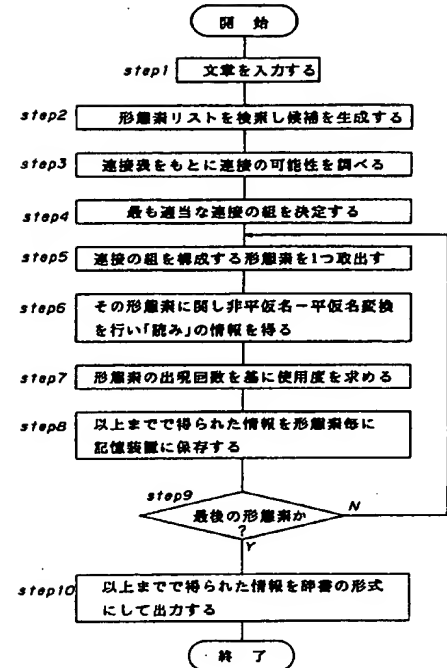 開 始
step1 文章を入力する
step2 形態素リストを検索し候補を生成する
step3 連接表をもとに連接の可能性を調べる
step4 最も適当な連接の組を決定する
step5 連接の組を構成する形態素を1つ取出す
step6 その形態素に関し非平仮名－平仮名変換
を行い「読み」の情報を得る
step7 形態素の出現回数を基に使用度を求める
step8 以上までで得られた情報を形態素毎に
記憶装置に保存する
step9
最後の形態素か
?
N
Y
step10 以上までで得られた情報を辞書の形式
にして出力する
終 了